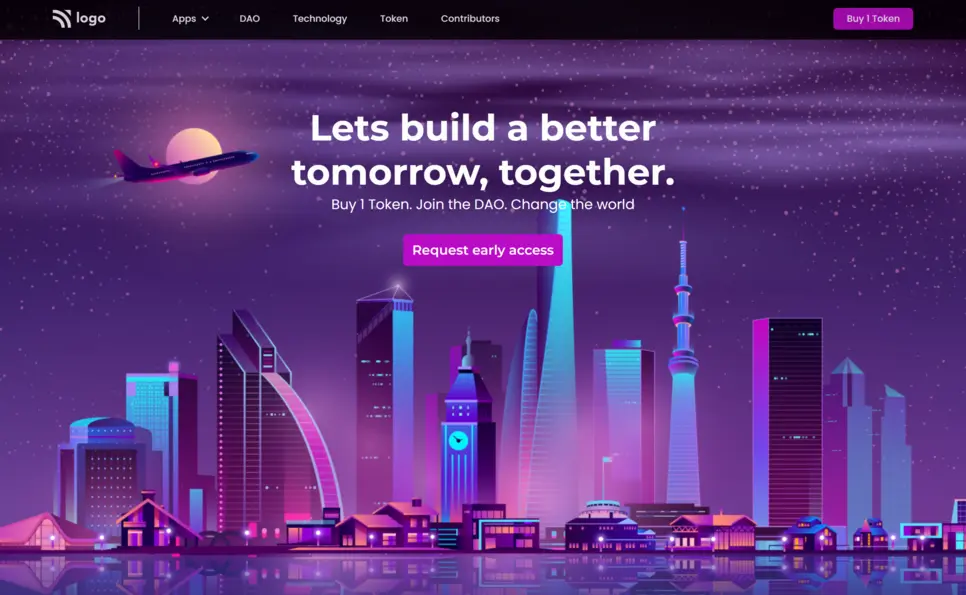 logo
Apps
DAO
Technology
Token
Contributors
Buy 1 Token
Lets build a better
tomorrow, together.
Buy 1 Token. Join the DAO. Change the world
Request early access